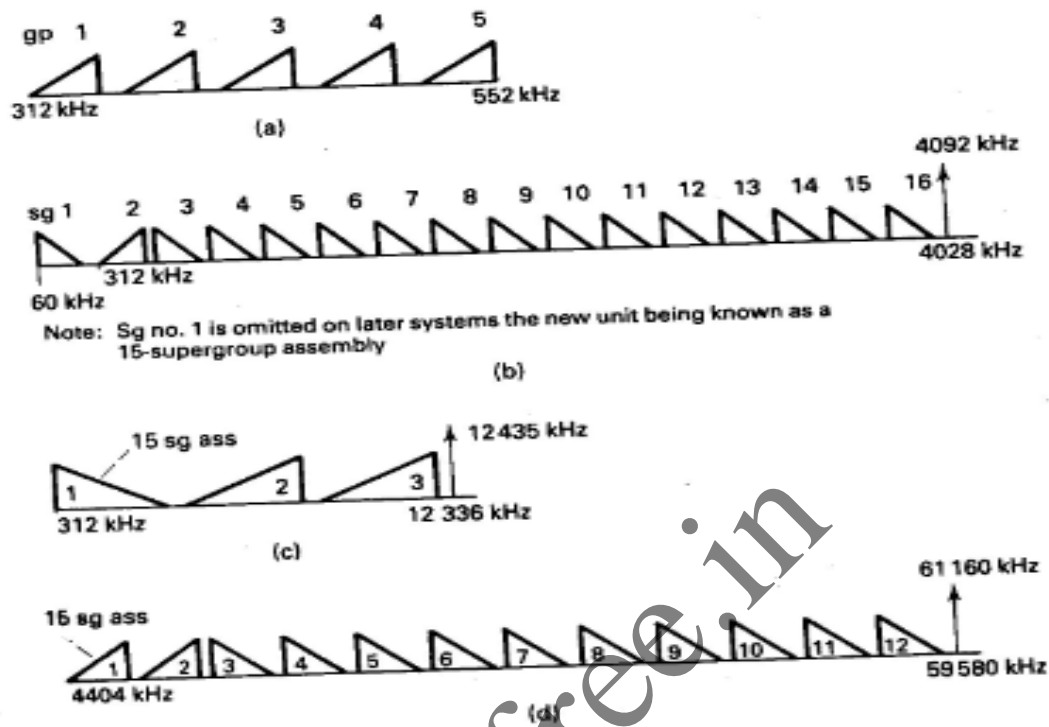 gp 1 2 3 4 5
312 kHz 552 kHz
(a)
4092 kHz
sg 1 2 3 4 5 6 7 8 9 10 11 12 13 14 15 16
312 kHz 4028 kHz
60 kHz
Note: Sg no. 1 is omitted on later systems the new unit being known as a
15-supergroup assembly
(b)
15 sg ass 12435 kHz
1 2 3
312 kHz 12 336 kHz
(c)
61 160 kHz
15 sg ass
1 2 3 4 5 6 7 8 9 10 11 12
4404 kHz 59 580 kHz
(d)
free.in